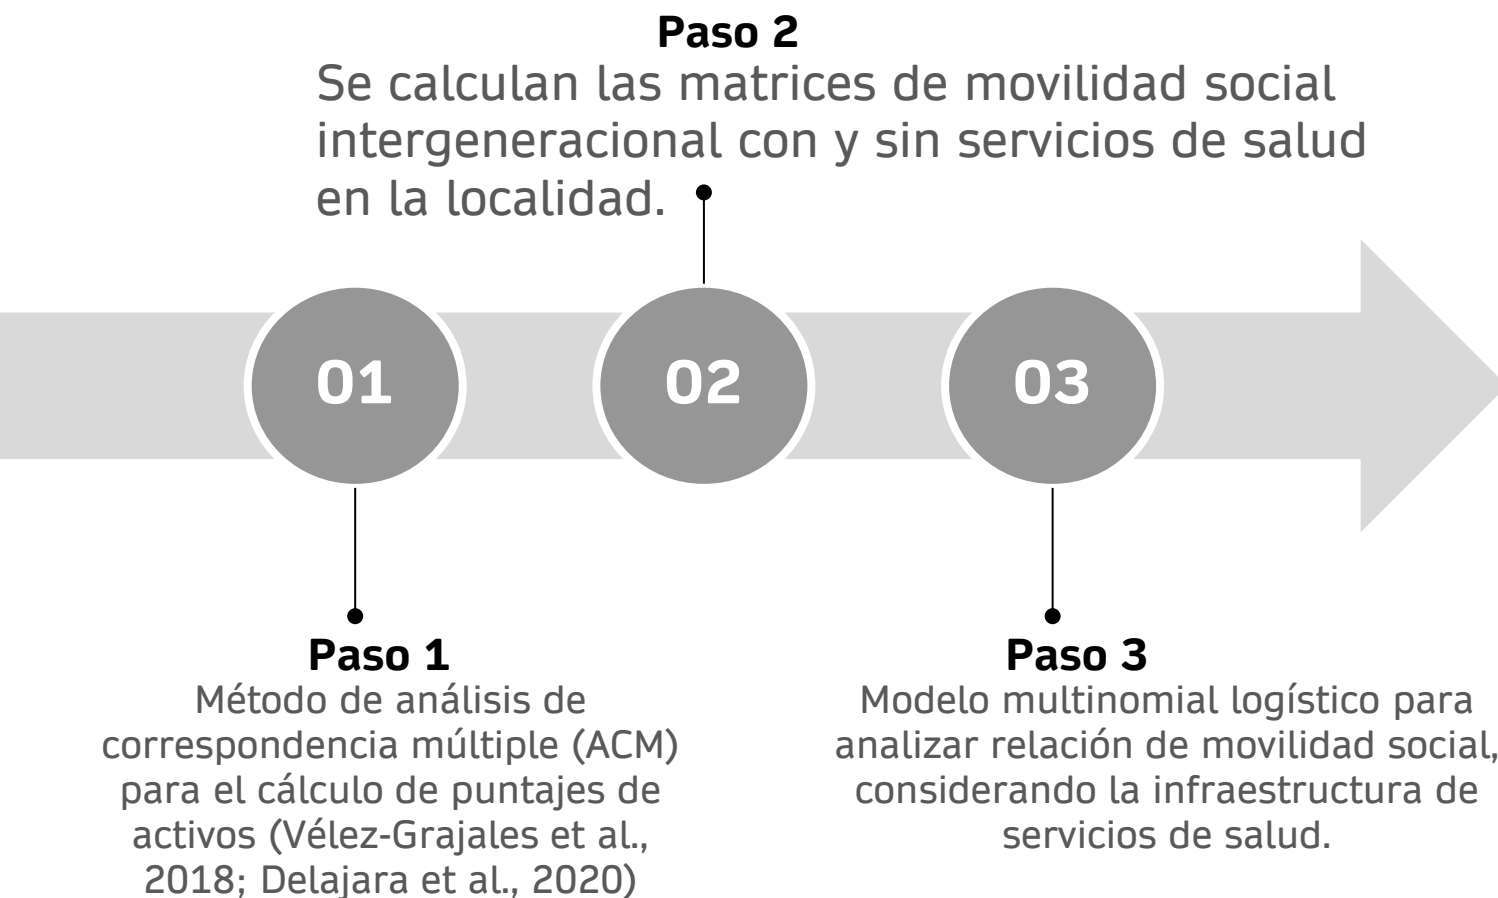 Paso 2
Se calculan las matrices de movilidad social
intergeneracional con y sin servicios de salud
en la localidad.
01
02
03
Paso 1
Método de análisis de
correspondencia múltiple (ACM)
para el cálculo de puntajes de
activos (Vélez-Grajales et al.,
2018; Delajara et al., 2020)
Paso 3
Modelo multinomial logístico para
analizar relación de movilidad social,
considerando la infraestructura de
servicios de salud.